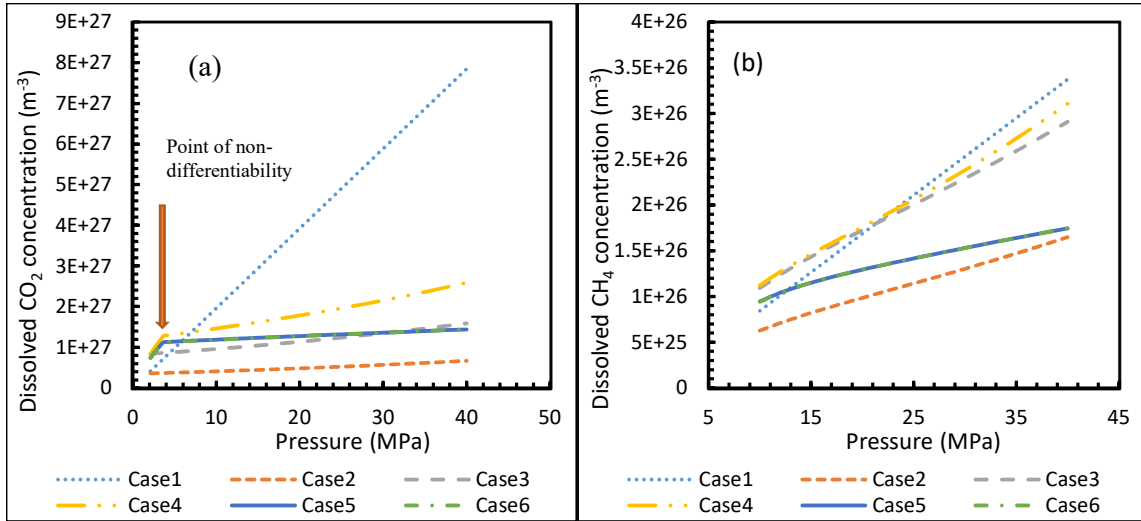 (a)
Point of non-
differentiability
Dissolved CO₂ concentration (m⁻³)
9E+27
8E+27
7E+27
6E+27
5E+27
4E+27
3E+27
2E+27
1E+27
0
0 10 20 30 40 50
Pressure (MPa)
Case1 Case2 Case3
Case4 Case5 Case6
(b)
Dissolved CH₄ concentration (m⁻³)
4E+26
3.5E+26
3E+26
2.5E+26
2E+26
1.5E+26
1E+26
5E+25
0
5 15 25 35 45
Pressure (MPa)
Case1 Case2 Case3
Case4 Case5 Case6